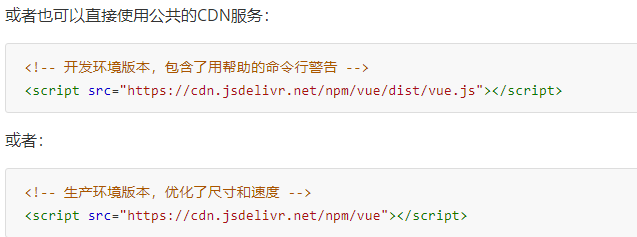 或者也可以直接使用公共的CDN服务：
<!-- 开发环境版本，包含了用帮助的命令行警告 -->
<script src="https://cdn.jsdelivr.net/npm/vue/dist/vue.js"></script>
或者：
<!-- 生产环境版本，优化了尺寸和速度 -->
<script src="https://cdn.jsdelivr.net/npm/vue"></script>